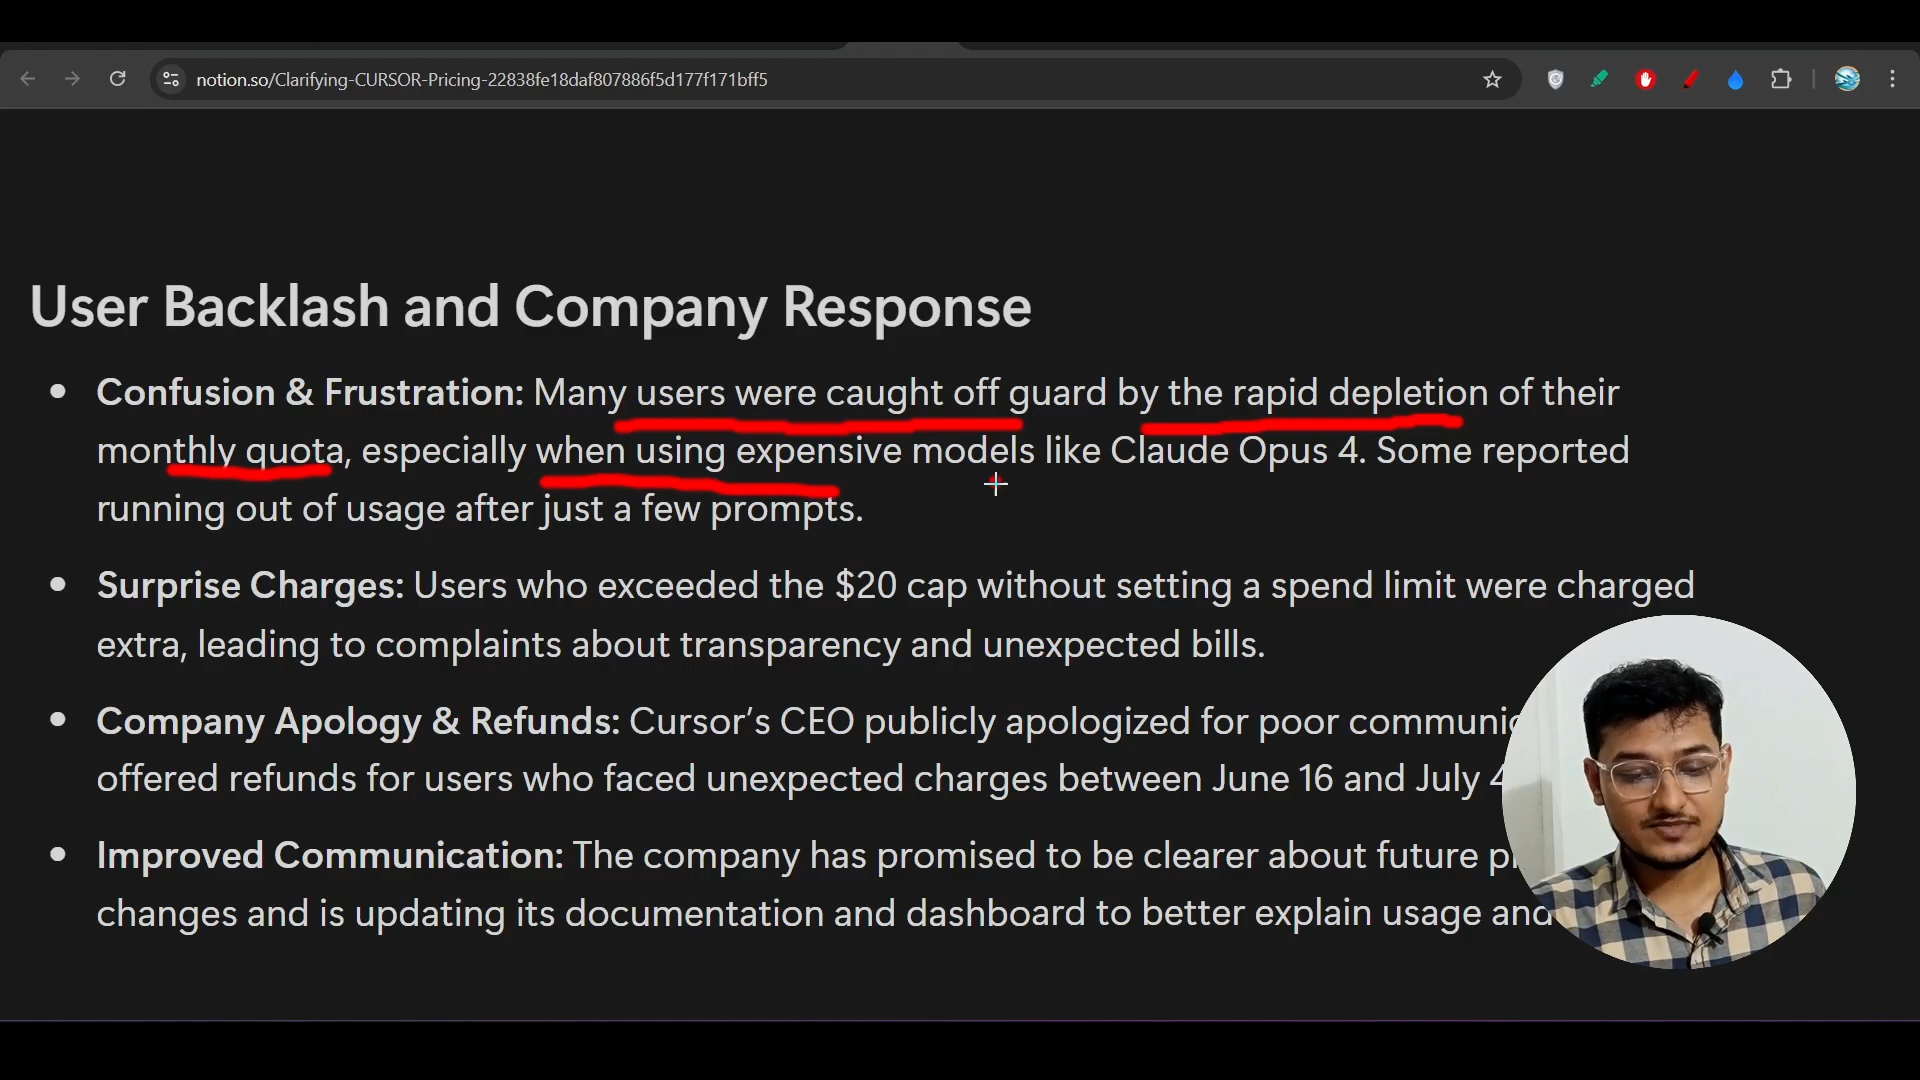 notion.so/Clarifying-CURSOR-Pricing-22838fe18daf807886f5d177f171bff5
User Backlash and Company Response
Confusion & Frustration: Many users were caught off guard by the rapid depletion of their
monthly quota, especially when using expensive models like Claude Opus 4. Some reported
running out of usage after just a few prompts.
Surprise Charges: Users who exceeded the $20 cap without setting a spend limit were charged
extra, leading to complaints about transparency and unexpected bills.
Company Apology & Refunds: Cursor’s CEO publicly apologized for poor
offered refunds for users who faced unexpected charges between June 16 and July 4
Improved Communication: The company has promised to be clearer about future
changes and is updating its documentation and dashboard to better explain usage and